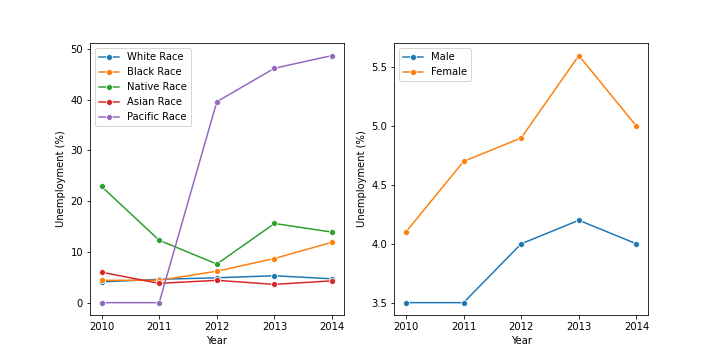 Unemployment (%)
50
40
30
20
10
0
White Race
Black Race
Native Race
Asian Race
Pacific Race
2010 2011 2012 2013 2014
Year
Unemployment (%)
5.5
5.0
4.5
4.0
3.5
Male
Female
2010 2011 2012 2013 2014
Year